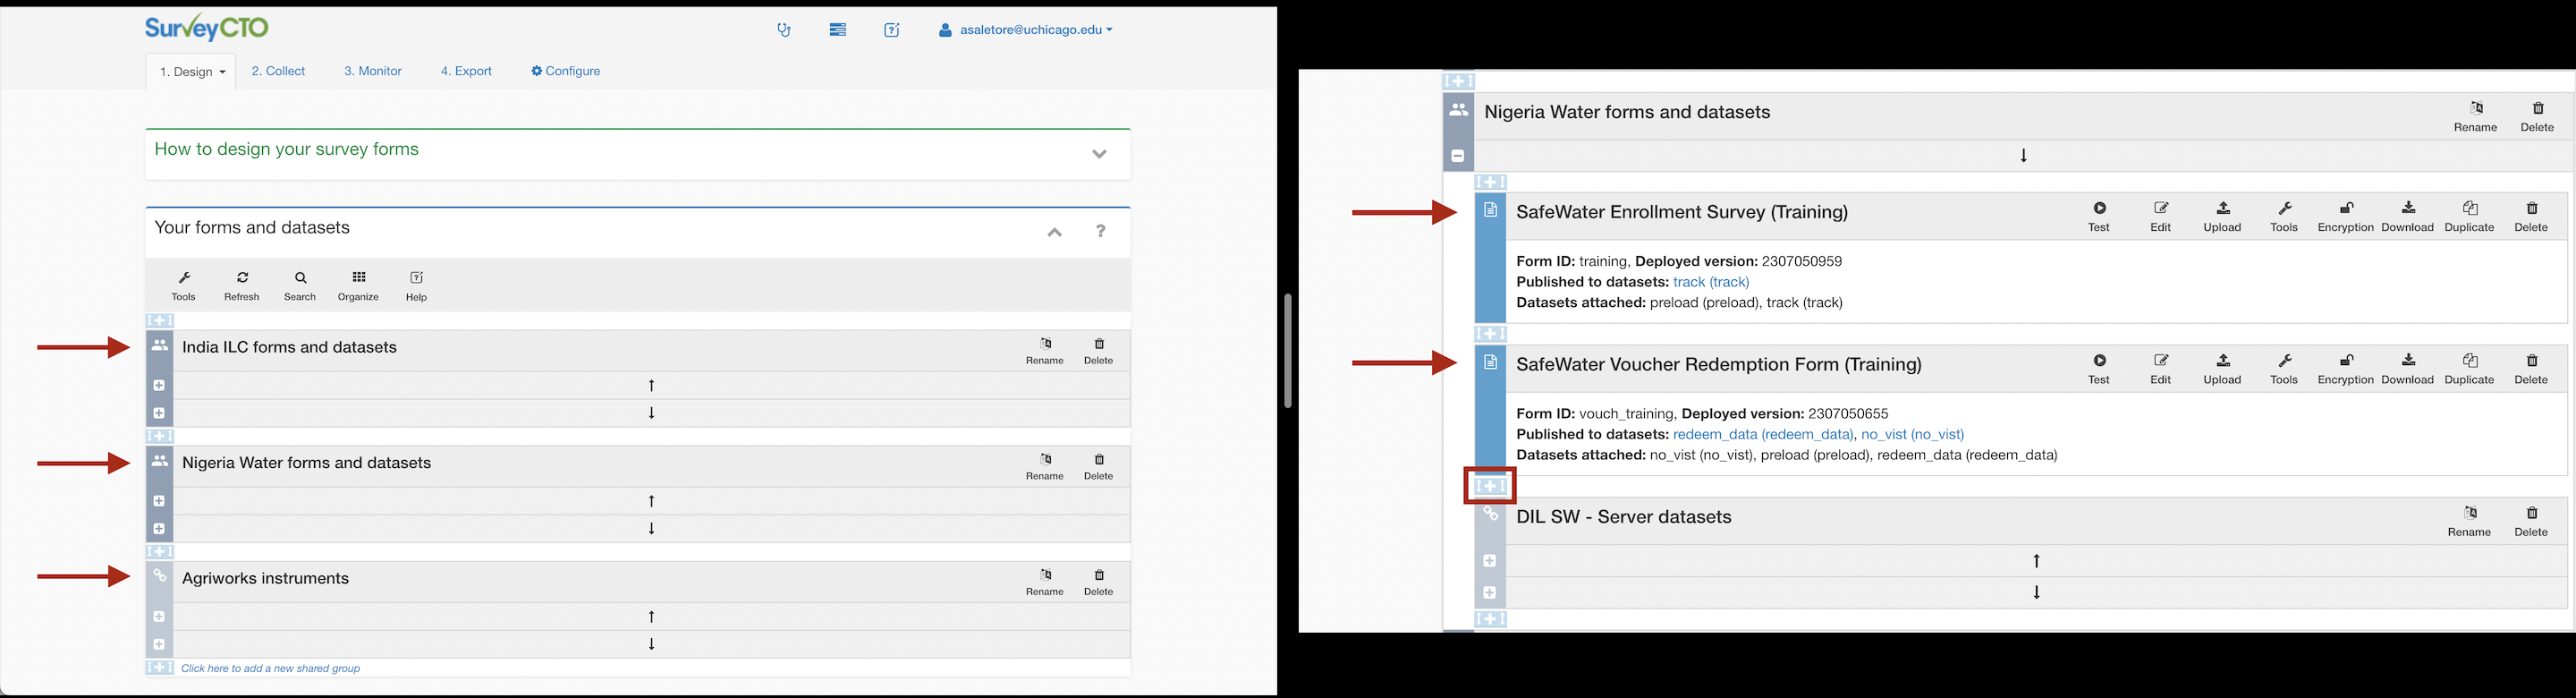 SurveyCTO
asaletore@uchicago.edu
1. Design
2. Collect
3. Monitor
4. Export
Configure
How to design your survey forms
Your forms and datasets
?
Tools
Refresh
Search
Organize
Help
India ILC forms and datasets
Rename
Delete
Nigeria Water forms and datasets
Rename
Delete
Agriworks instruments
Rename
Delete
Click here to add a new shared group
Nigeria Water forms and datasets
Rename
Delete
SafeWater Enrollment Survey (Training)
Test
Edit
Upload
Tools
Encryption
Download
Duplicate
Delete
Form ID: training, Deployed version: 2307050959
Published to datasets: track (track)
Datasets attached: preload (preload), track (track)
SafeWater Voucher Redemption Form (Training)
Test
Edit
Upload
Tools
Encryption
Download
Duplicate
Delete
Form ID: vouch_training, Deployed version: 2307050655
Published to datasets: redeem_data (redeem_data), no_vist (no_vist)
Datasets attached: no_vist (no_vist), preload (preload), redeem_data (redeem_data)
DIL SW - Server datasets
Rename
Delete